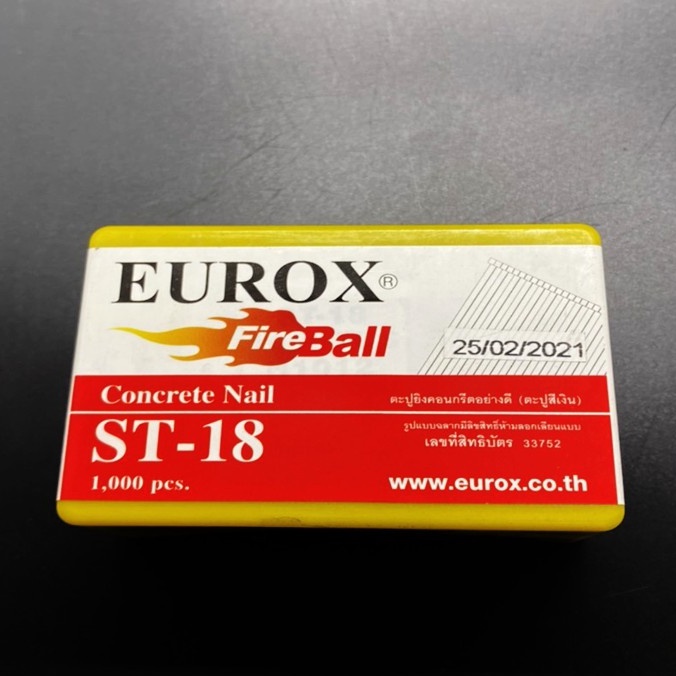 EUROX®
FireBall
25/02/2021
Concrete Nail
ตะปูยิงคอนกรีตอย่างดี (ตะปูสีเงิน)
ST-18
รูปแบบฉลากมีลิขสิทธิ์ห้ามลอกเลียนแบบ
เลขที่สิทธิบัตร 33752
1,000 pcs.
www.eurox.co.th